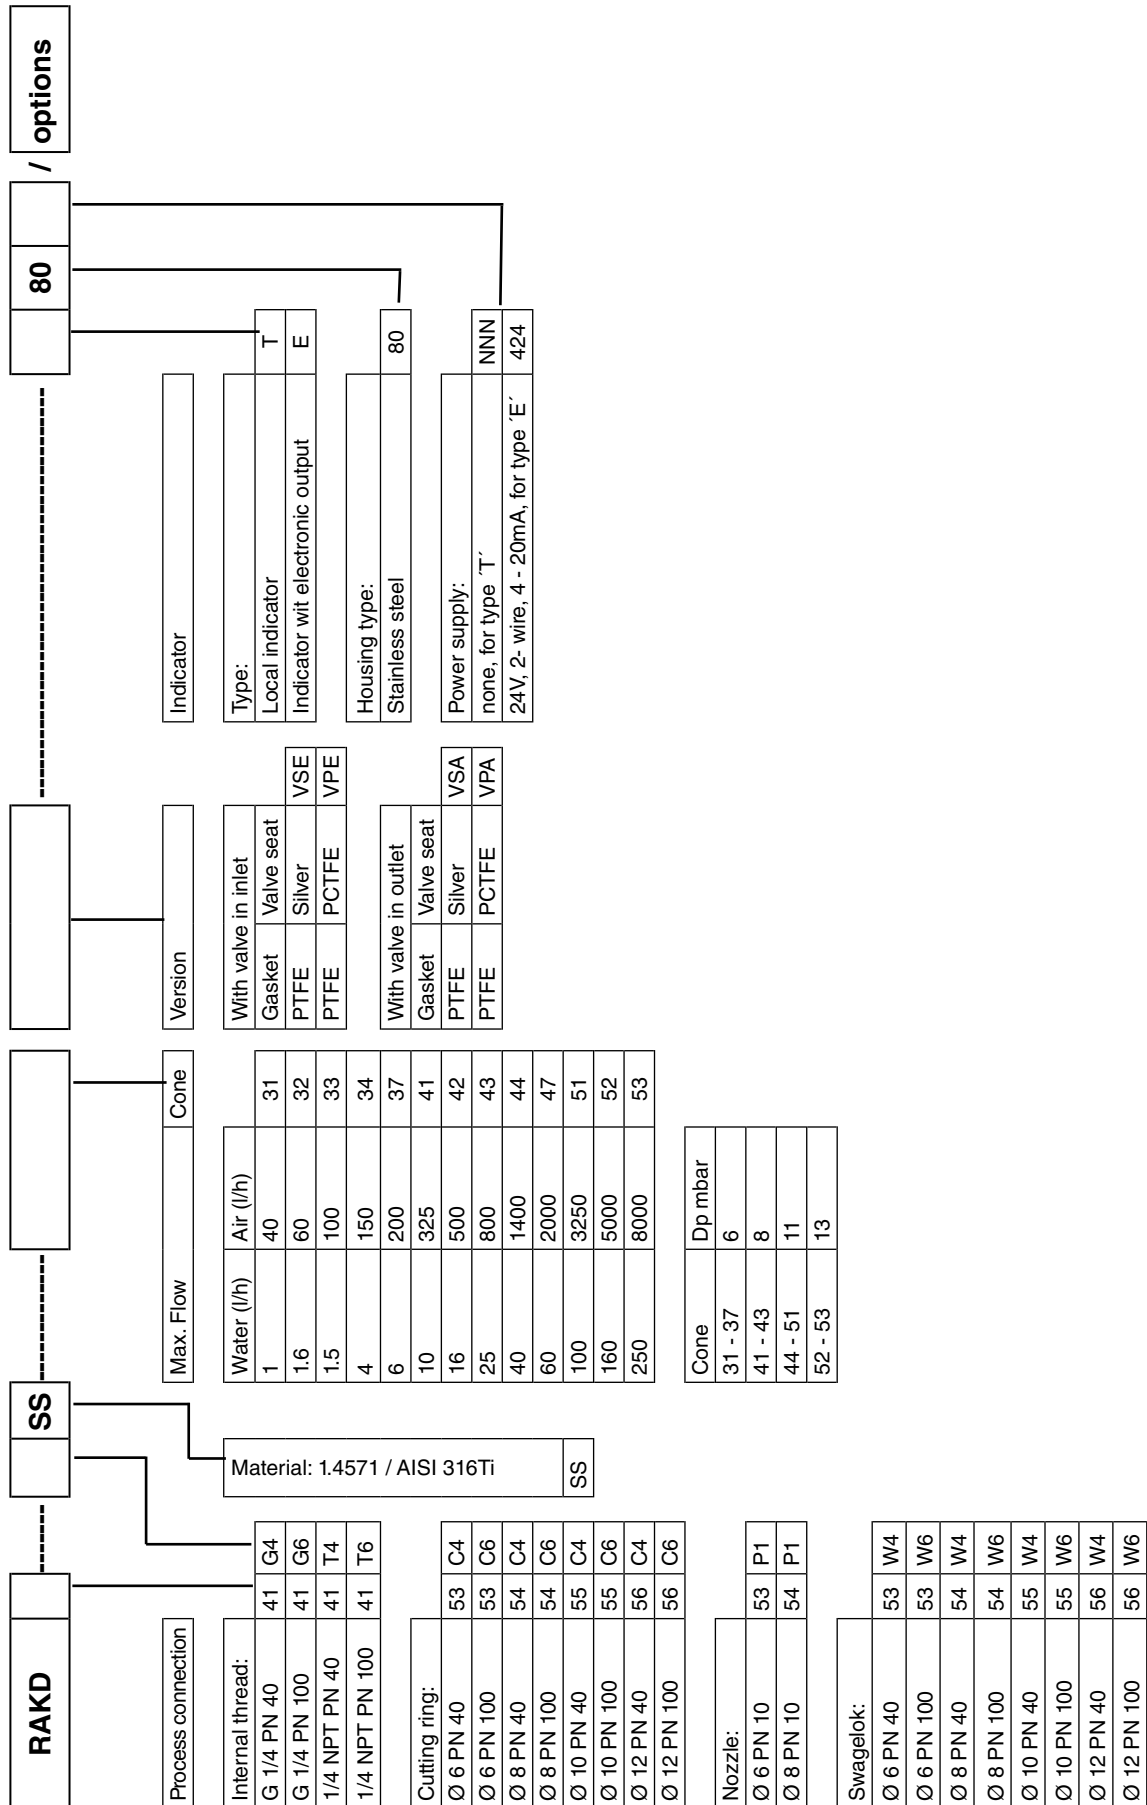 RAKD SS 80 / options
Process connection
Internal thread:
G 1/4 PN 40 41 G4
G 1/4 PN 100 41 G6
1/4 NPT PN 40 41 T4
1/4 NPT PN 100 41 T6
Cutting ring:
Ø 6 PN 40 53 C4
Ø 6 PN 100 53 C6
Ø 8 PN 40 54 C4
Ø 8 PN 100 54 C6
Ø 10 PN 40 55 C4
Ø 10 PN 100 55 C6
Ø 12 PN 40 56 C4
Ø 12 PN 100 56 C6
Nozzle:
Ø 6 PN 10 53 P1
Ø 8 PN 10 54 P1
Swagelok:
Ø 6 PN 40 53 W4
Ø 6 PN 100 53 W6
Ø 8 PN 40 54 W4
Ø 8 PN 100 54 W6
Ø 10 PN 40 55 W4
Ø 10 PN 100 55 W6
Ø 12 PN 40 56 W4
Ø 12 PN 100 56 W6
Material: 1.4571 / AISI 316Ti SS
Max. Flow Cone
Water (l/h) Air (l/h)
1 40 31
1.6 60 32
1.5 100 33
4 150 34
6 200 37
10 325 41
16 500 42
25 800 43
40 1400 44
60 2000 47
100 3250 51
160 5000 52
250 8000 53
Cone Dp mbar
31 - 37 6
41 - 43 8
44 - 51 11
52 - 53 13
Version
With valve in inlet
Gasket Valve seat
PTFE Silver VSE
PTFE PCTFE VPE
With valve in outlet
Gasket Valve seat
PTFE Silver VSA
PTFE PCTFE VPA
Indicator
Type:
Local indicator T
Indicator wit electronic output E
Housing type:
Stainless steel 80
Power supply:
none, for type ´T´ NNN
24V, 2- wire, 4 - 20mA, for type ´E´ 424